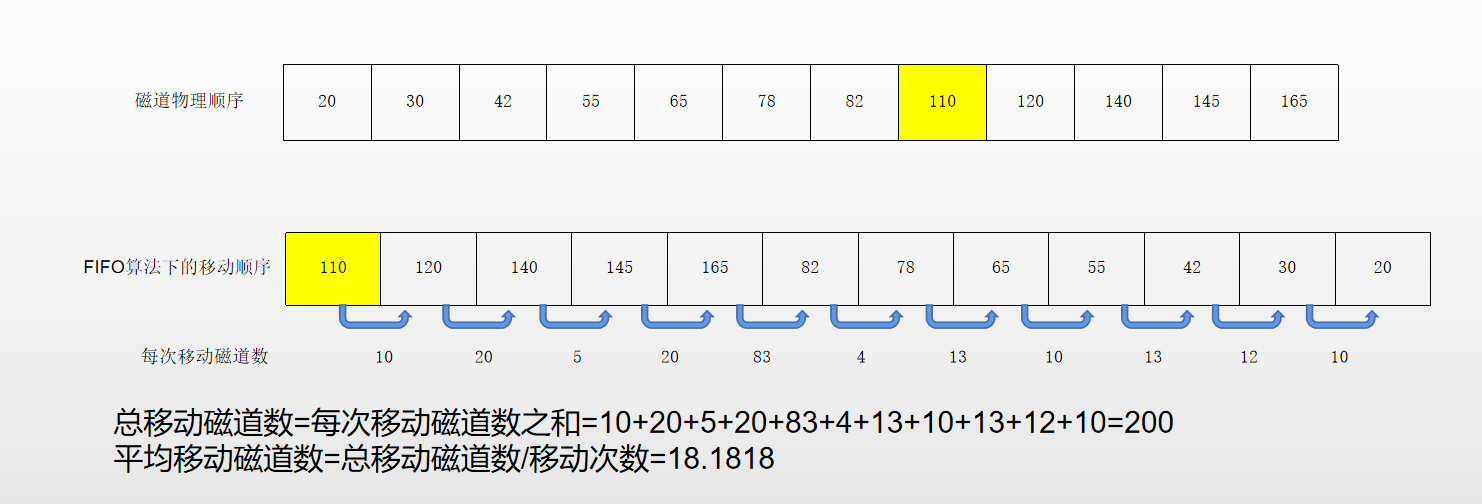 磁道物理顺序 20 30 42 55 65 78 82 110 120 140 145 165
FIFO算法下的移动顺序 110 120 140 145 165 82 78 65 55 42 30 20
每次移动磁道数 10 20 5 20 83 4 13 10 13 12 10
总移动磁道数=每次移动磁道数之和=10+20+5+20+83+4+13+10+13+12+10=200
平均移动磁道数=总移动磁道数/移动次数=18.1818